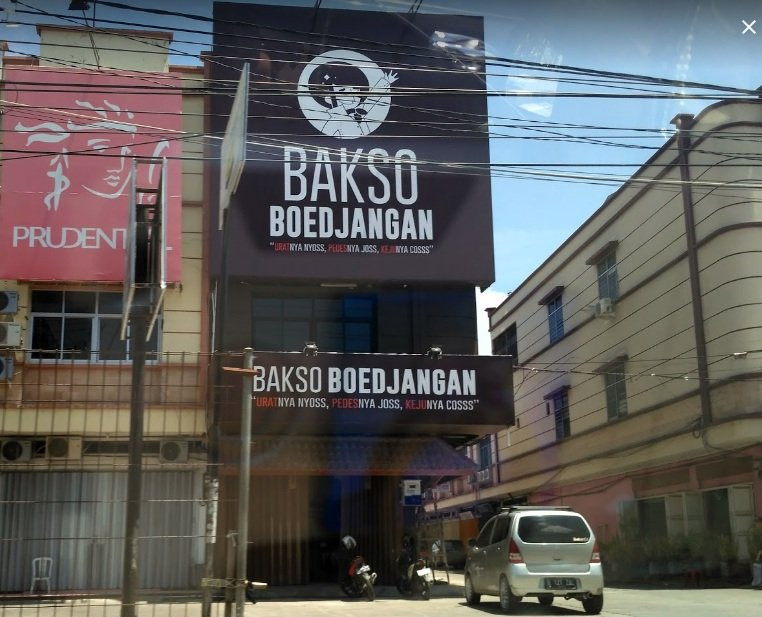 PRUDENTIAL
BAKSO
BOEDJANGAN
"URATNYA NYOSS, PEDESNYA JOSS, KEJUNYA COSSS"
BAKSO BOEDJANGAN
"URATNYA NYOSS, PEDESNYA JOSS, KEJUNYA COSSS"